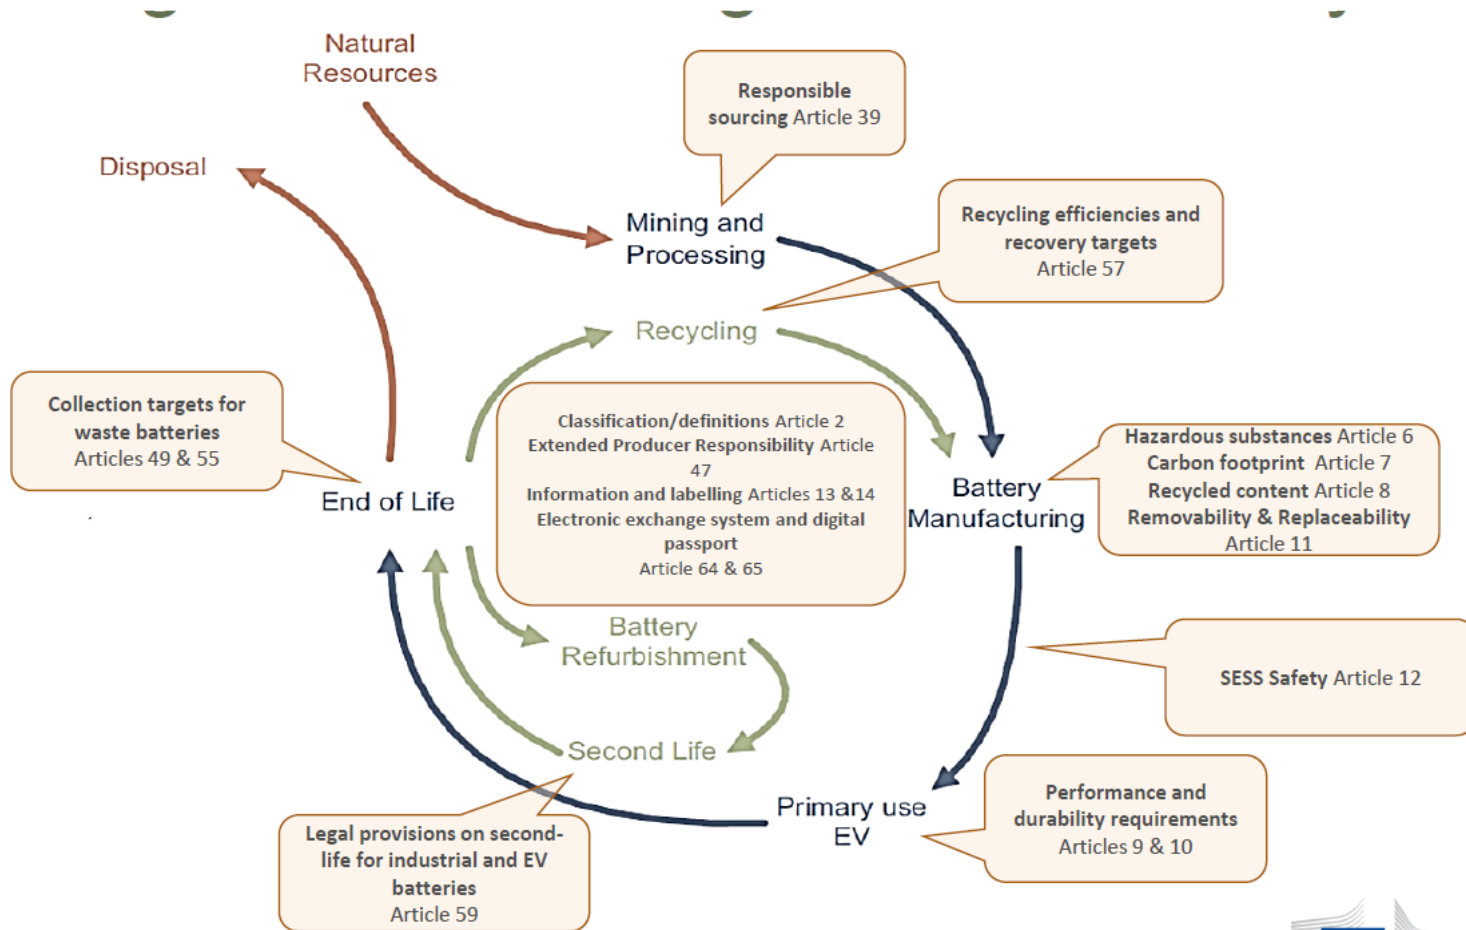 Natural
Resources
Responsible
sourcing Article 39
Disposal
Mining and
Processing
Recycling efficiencies and
recovery targets
Article 57
Recycling
Collection targets for
waste batteries
Articles 49 & 55
Classification/definitions Article 2
Extended Producer Responsibility Article
47
Information and labelling Articles 13 &14
Electronic exchange system and digital
passport
Article 64 & 65
Hazardous substances Article 6
Carbon footprint Article 7
Recycled content Article 8
Removability & Replaceability
Article 11
End of Life
Battery
Manufacturing
Battery
Refurbishment
SESS Safety Article 12
Second Life
Primary use
EV
Performance and
durability requirements
Articles 9 & 10
Legal provisions on second-
life for industrial and EV
batteries
Article 59